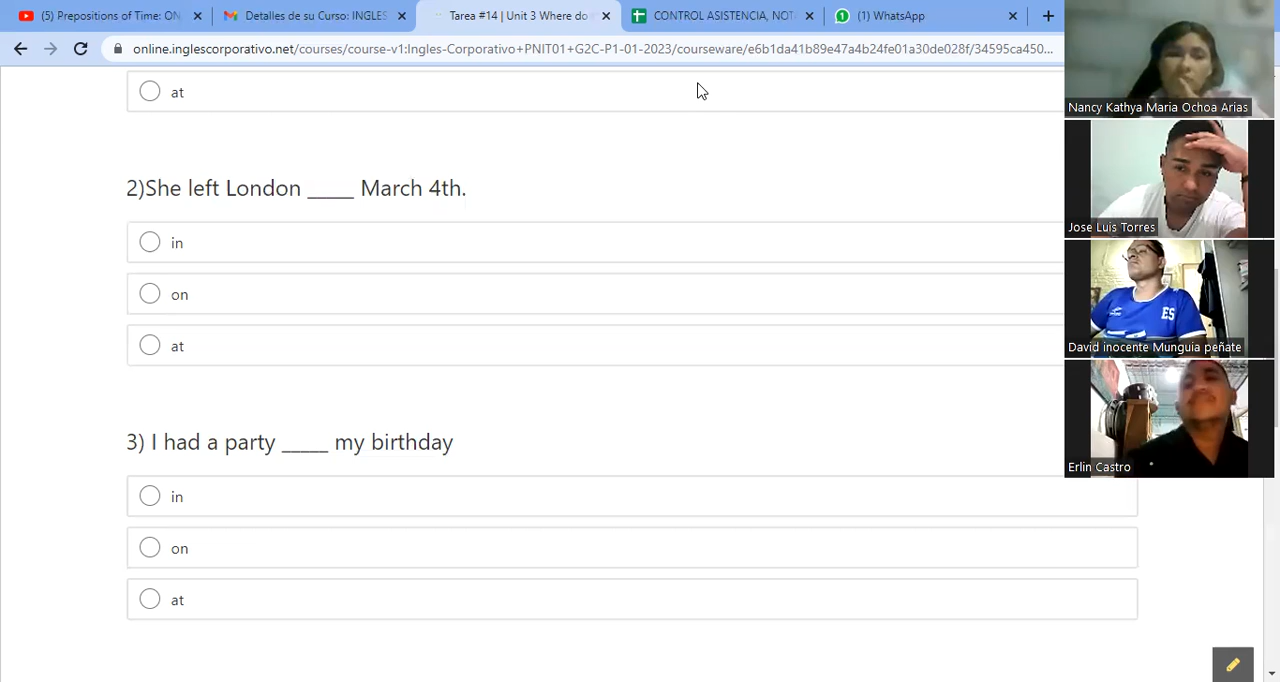 (5) Prepositions of Time: ON,
Detalles de su Curso: INGLES
Tarea #14 | Unit 3 Where do
CONTROL ASISTENCIA, NOT
(1) WhatsApp
online.inglescorporativo.net/courses/course-v1:Ingles-Corporativo+PNIT01+G2C-P1-01-2023/courseware/e6b1da41b89e47a4b24fe01a30de028f/34595ca450...
at
2)She left London _____ March 4th.
in
on
at
3) I had a party _____ my birthday
in
on
at
Nancy Kathya Maria Ochoa Arias
Jose Luis Torres
ES
David inocente Munguia peñate
Erlin Castro